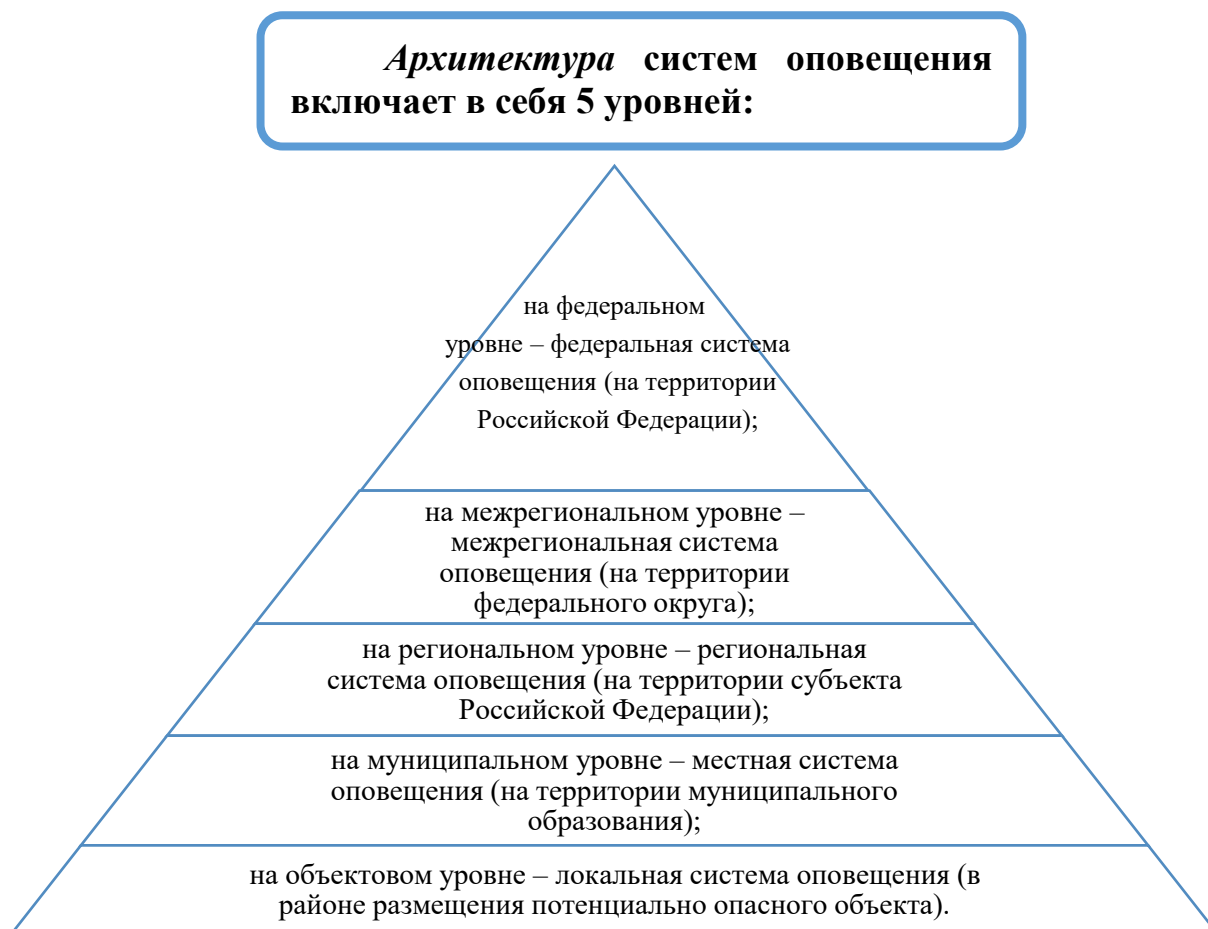 Архитектура систем оповещения
включает в себя 5 уровней:
на федеральном
уровне – федеральная система
оповещения (на территории
Российской Федерации);
на межрегиональном уровне –
межрегиональная система
оповещения (на территории
федерального округа);
на региональном уровне – региональная
система оповещения (на территории субъекта
Российской Федерации);
на муниципальном уровне – местная система
оповещения (на территории муниципального
образования);
на объектовом уровне – локальная система оповещения (в
районе размещения потенциально опасного объекта).